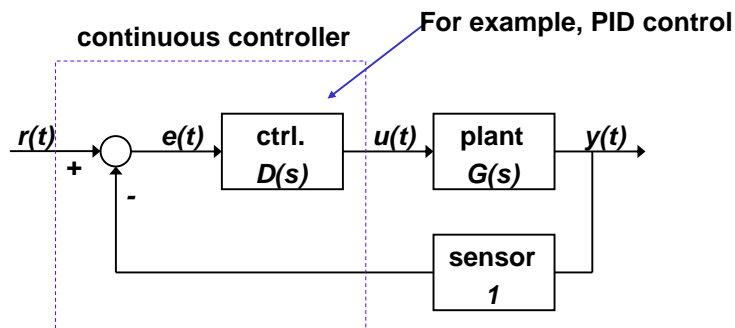 For example, PID control
continuous controller
r(t)
+
-
e(t)
ctrl.
D(s)
u(t)
plant
G(s)
y(t)
sensor
1